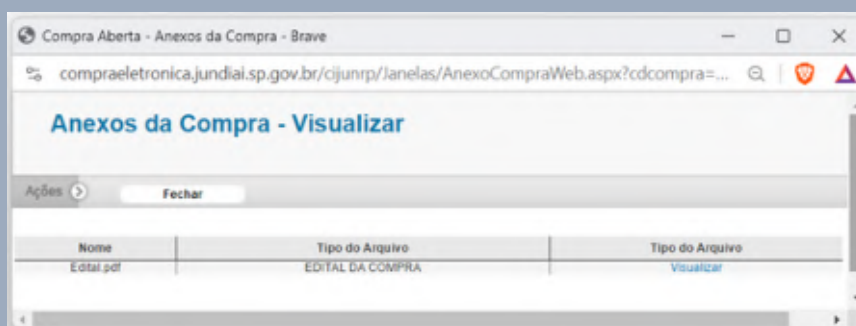 Compra Aberta - Anexos da Compra - Brave
compraeletronica.jundiai.sp.gov.br/cijunrp/Janelas/AnexoCompraWeb.aspx?cdcompra=...
Anexos da Compra - Visualizar
Ações Fechar
Nome Tipo do Arquivo Tipo do Arquivo
Edital.pdf EDITAL DA COMPRA Visualizar